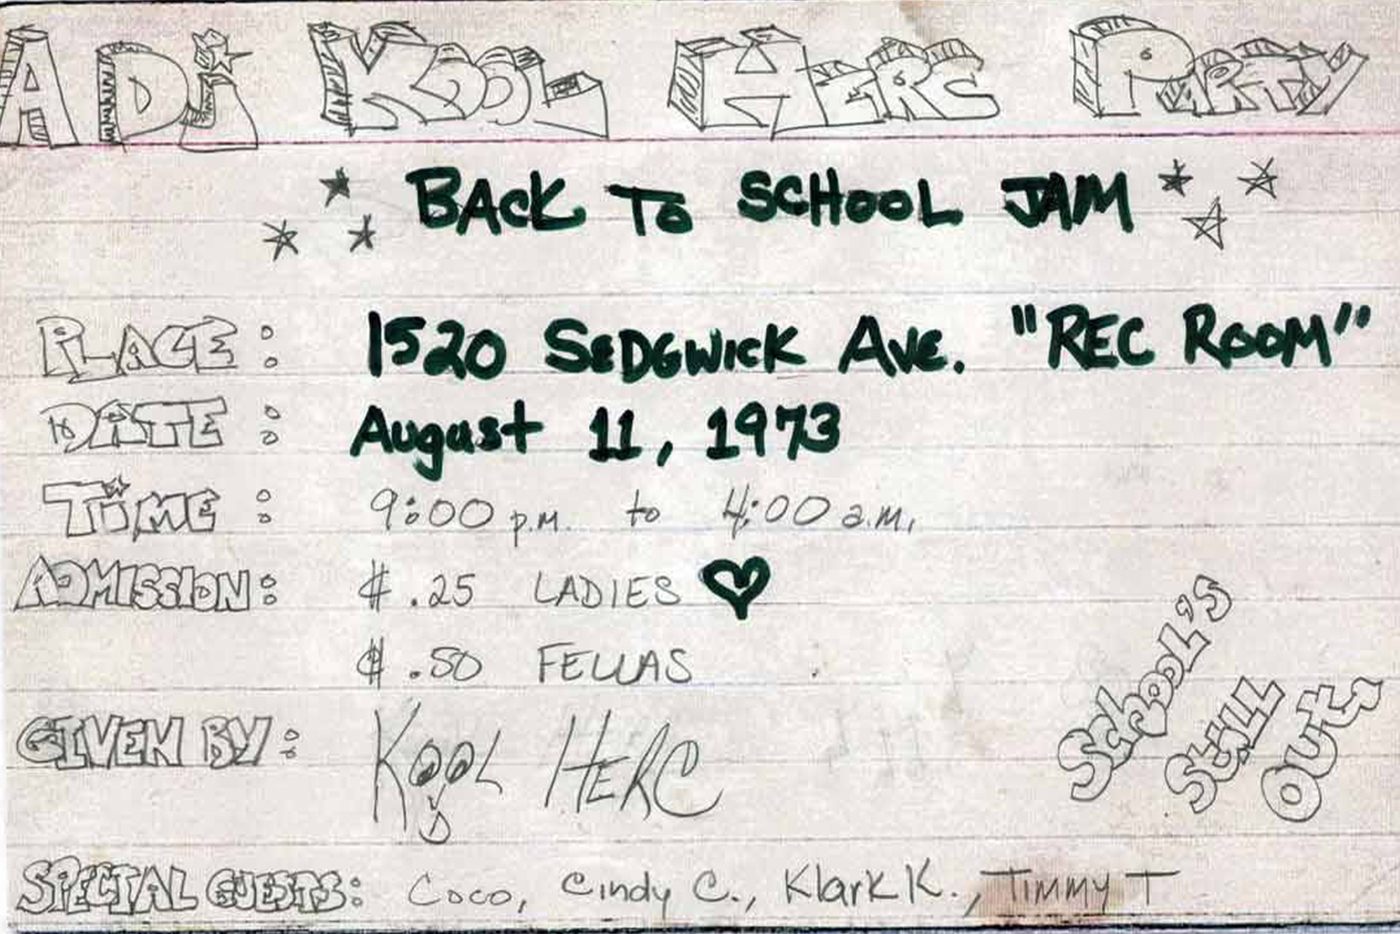 A DJ KOOL HERC PARTY
BACK TO SCHOOL JAM
PLACE: 1520 SEDGWICK AVE. "REC ROOM"
DATE: August 11, 1973
TIME: 9:00 p.m. to 4:00 a.m.
ADMISSION: $.25 LADIES
$.50 FELLAS
GIVEN BY: KOOL HERC
SPECIAL GUESTS: Coco, Cindy C., Klark K., Timmy T
School's
Still
Out